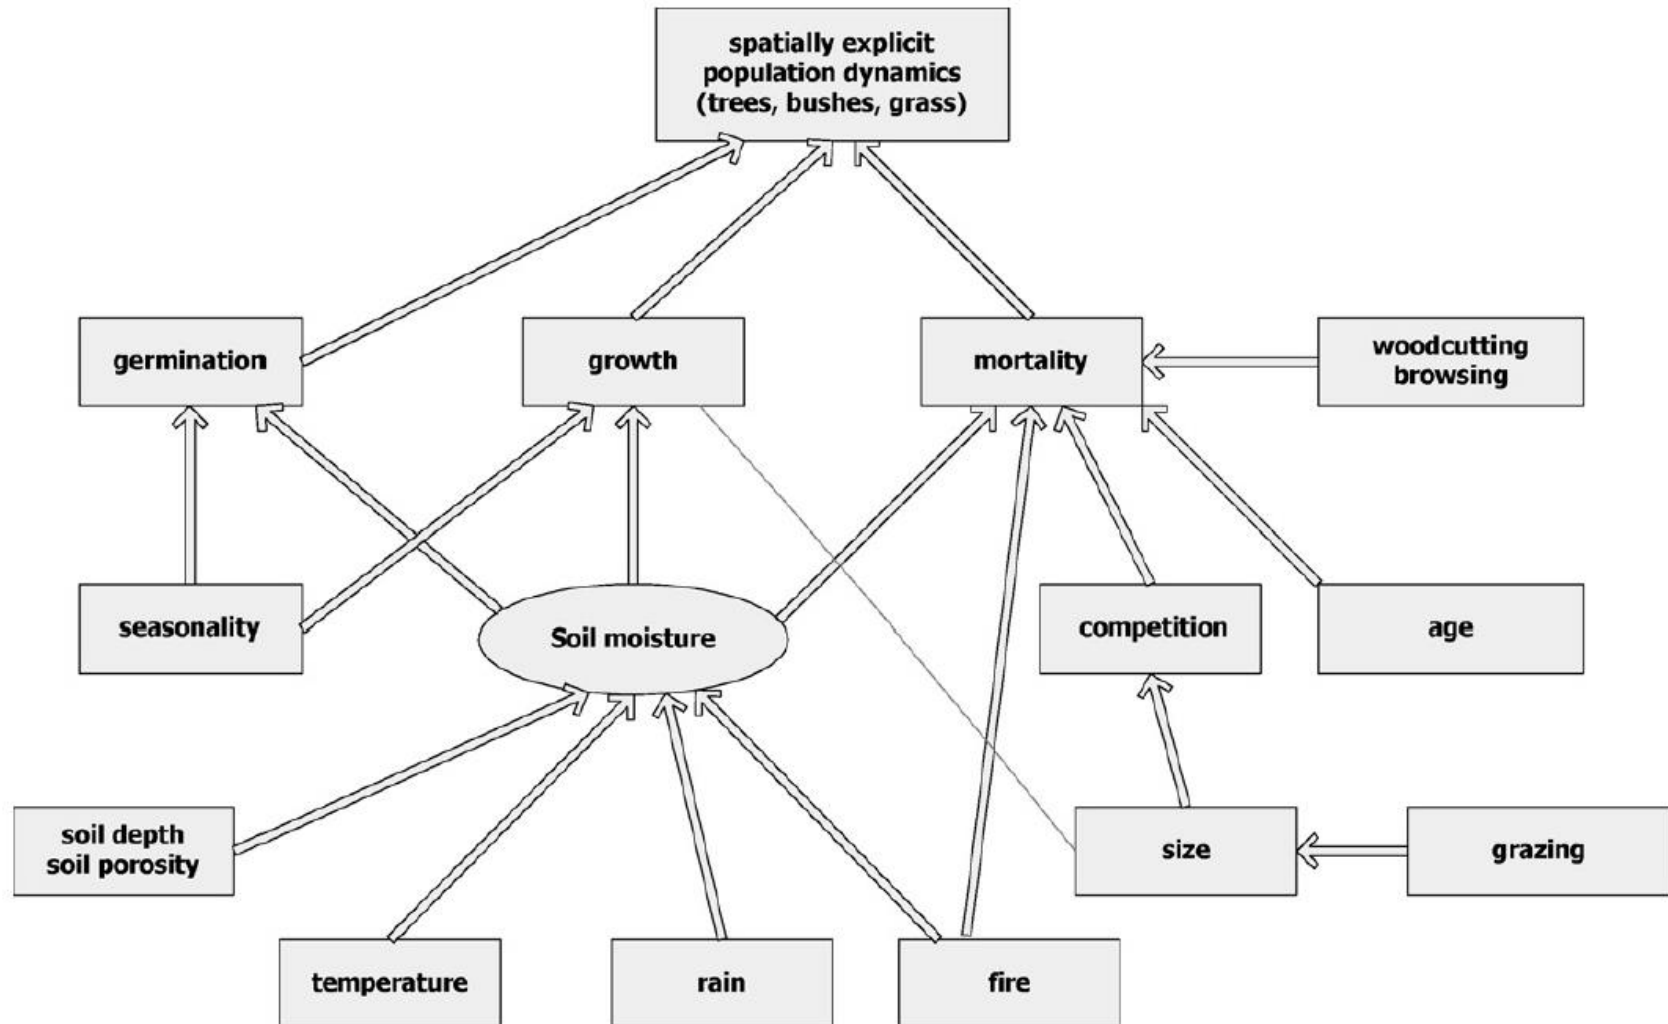 spatially explicit
population dynamics
(trees, bushes, grass)
germination
growth
mortality
woodcutting
browsing
seasonality
Soil moisture
competition
age
soil depth
soil porosity
size
grazing
temperature
rain
fire